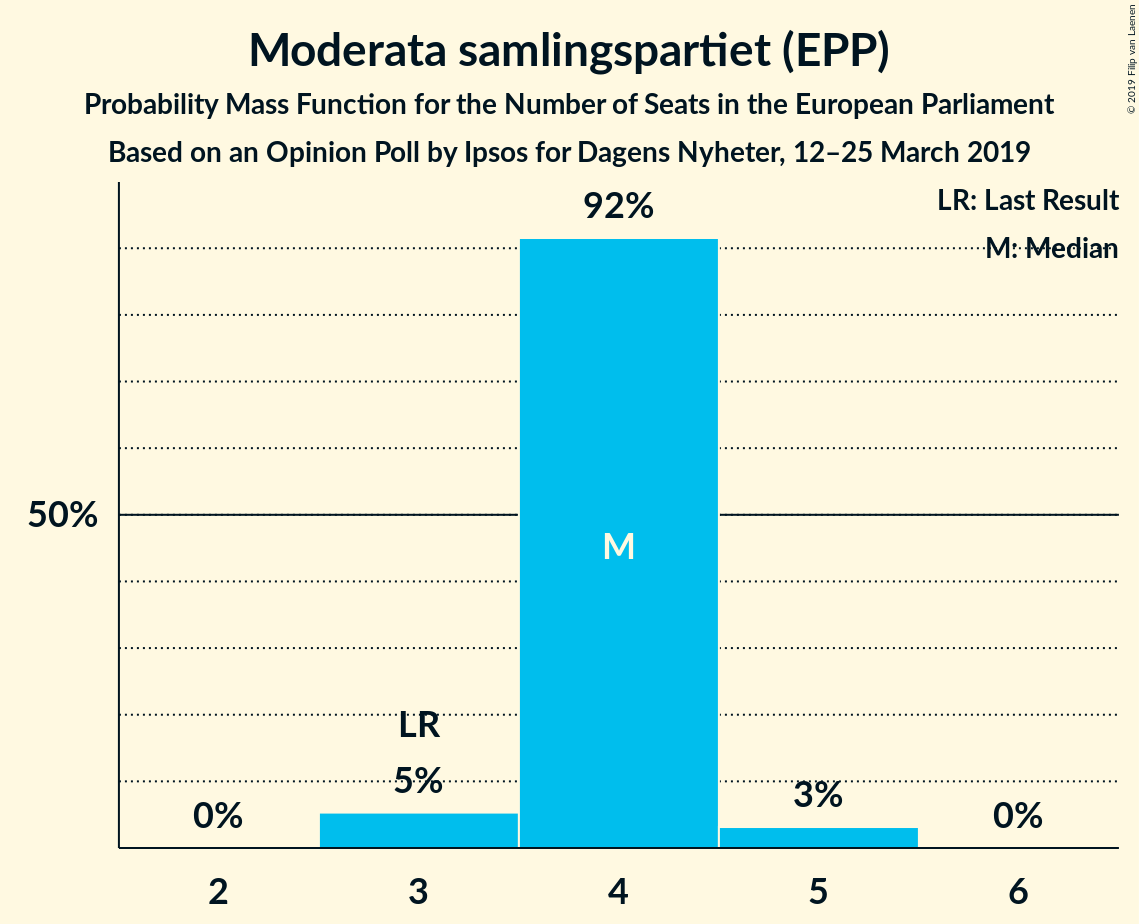 Moderata samlingspartiet (EPP)
Probability Mass Function for the Number of Seats in the European Parliament
Based on an Opinion Poll by Ipsos for Dagens Nyheter, 12–25 March 2019
© 2019 Filip van Laenen
LR: Last Result
M: Median
92%
50%
M
LR
5%
3%
0%
0%
2
3
4
5
6